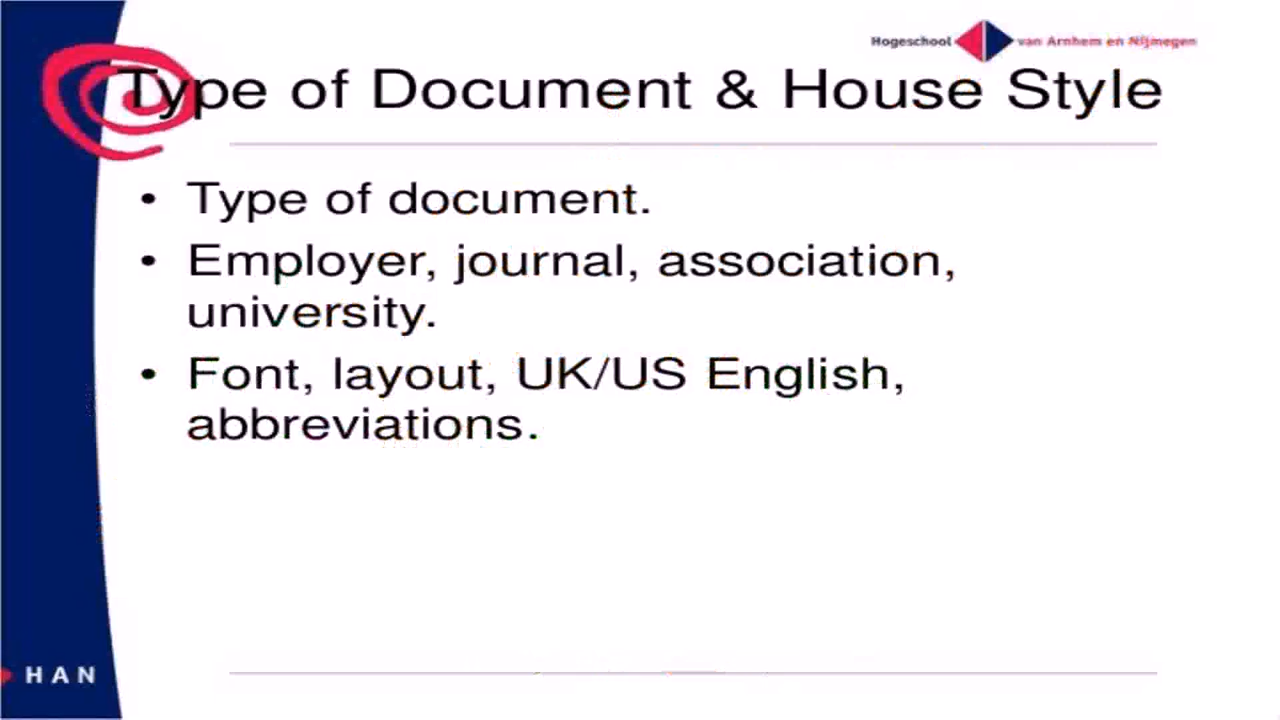 Hogeschool van Arnhem en Nijmegen
Type of Document & House Style
• Type of document.
• Employer, journal, association,
university.
• Font, layout, UK/US English,
abbreviations.
HAN